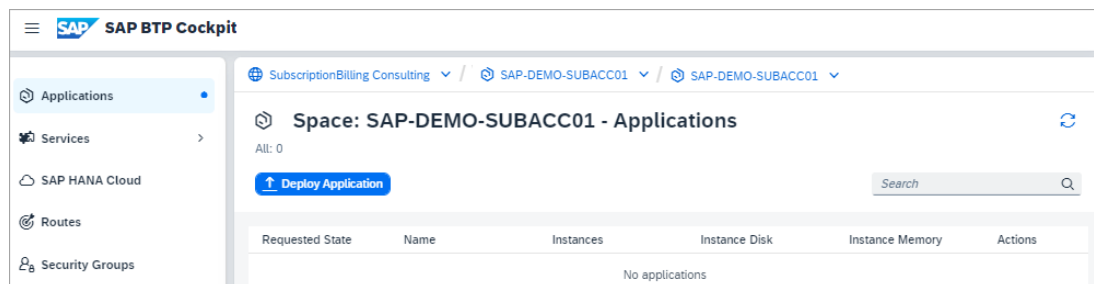 SAP SAP BTP Cockpit
SubscriptionBilling Consulting / SAP-DEMO-SUBACC01 / SAP-DEMO-SUBACC01
Applications
Space: SAP-DEMO-SUBACC01 - Applications
Services
All: 0
SAP HANA Cloud
Deploy Application
Search
Routes
Requested State Name Instances Instance Disk Instance Memory Actions
Security Groups
No applications